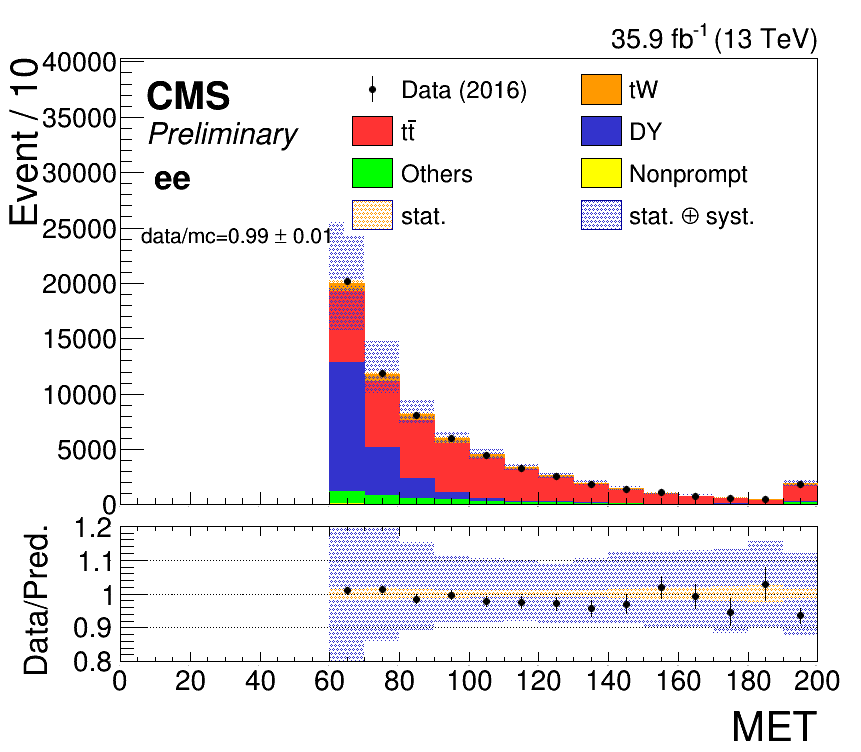 35.9 fb⁻¹ (13 TeV)
Event / 10
40000
35000
30000
25000
20000
15000
10000
5000
0
CMS
Preliminary
ee
data/mc=0.99 ± 0.01
Data (2016)
tW
tt̄
DY
Others
Nonprompt
stat.
stat. ⊕ syst.
Data/Pred.
1.2
1.1
1
0.9
0.8
0 20 40 60 80 100 120 140 160 180 200
MET